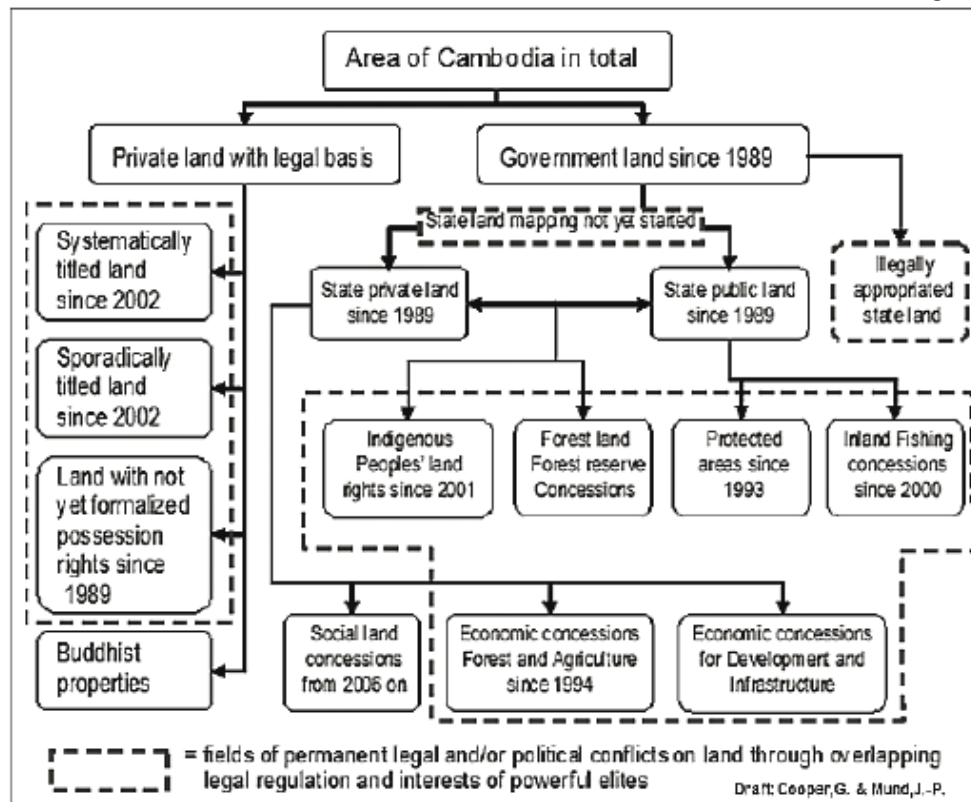 Area of Cambodia in total
Private land with legal basis
Government land since 1989
State land mapping not yet started
Systematically
titled land
since 2002
State private land
since 1989
State public land
since 1989
Illegally
appropriated
state land
Sporadically
titled land
since 2002
Indigenous
Peoples' land
rights since 2001
Forest land
Forest reserve
Concessions
Protected
areas since
1993
Inland Fishing
concessions
since 2000
Land with not
yet formalized
possession
rights since
1989
Buddhist
properties
Social land
concessions
from 2006 on
Economic concessions
Forest and Agriculture
since 1994
Economic concessions
for Development and
Infrastructure
= fields of permanent legal and/or political conflicts on land through overlapping
legal regulation and interests of powerful elites
Draft: Cooper,G. & Mund,J.-P.